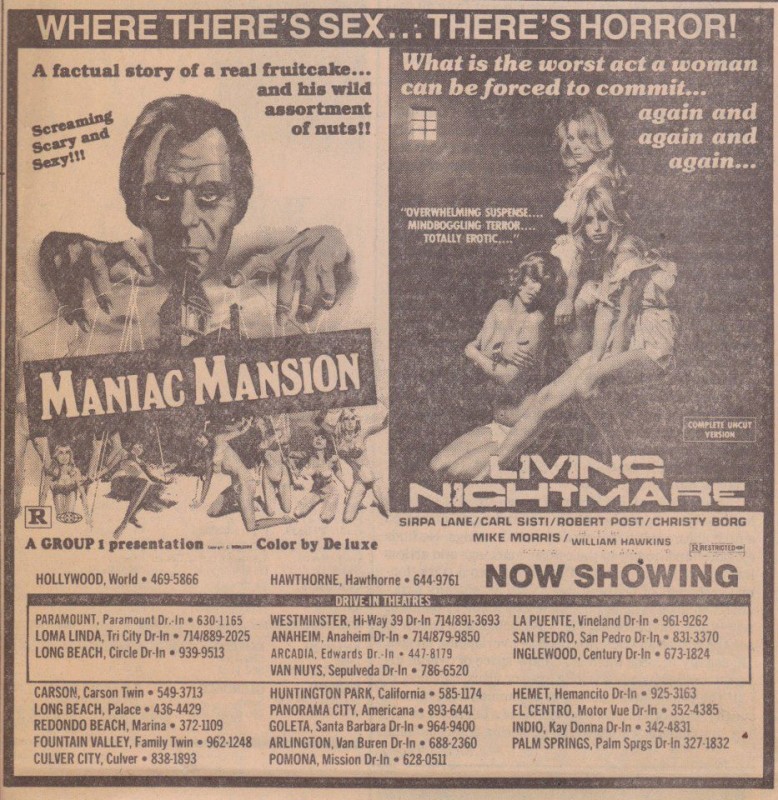 WHERE THERE'S SEX...THERE'S HORROR!
A factual story of a real fruitcake...
and his wild
assortment
of nuts!!
Screaming
Scary and
Sexy!!!
MANIAC MANSION
R
A GROUP 1 presentation
Color by De luxe
What is the worst act a woman
can be forced to commit...
again and
again and
again...
"OVERWHELMING SUSPENSE....
MINDBOGGLING TERROR....
TOTALLY EROTIC...."
COMPLETE UNCUT
VERSION
LIVING
NIGHTMARE
SIRPA LANE/CARL SISTI/ROBERT POST/CHRISTY BORG
MIKE MORRIS/WILLIAM HAWKINS
R RESTRICTED
HOLLYWOOD, World • 469-5866
HAWTHORNE, Hawthorne • 644-9761
NOW SHOWING
DRIVE-IN THEATRES
PARAMOUNT, Paramount Dr.-In • 630-1165
LOMA LINDA, Tri City Dr-In • 714/889-2025
LONG BEACH, Circle Dr-In • 939-9513
WESTMINSTER, Hi-Way 39 Dr-In 714/891-3693
ANAHEIM, Anaheim Dr-In • 714/879-9850
ARCADIA, Edwards Dr.-In • 447-8179
VAN NUYS, Sepulveda Dr-In • 786-6520
LA PUENTE, Vineland Dr-In • 961-9262
SAN PEDRO, San Pedro Dr-In • 831-3370
INGLEWOOD, Century Dr-In • 673-1824
CARSON, Carson Twin • 549-3713
LONG BEACH, Palace • 436-4429
REDONDO BEACH, Marina • 372-1109
FOUNTAIN VALLEY, Family Twin • 962-1248
CULVER CITY, Culver • 838-1893
HUNTINGTON PARK, California • 585-1174
PANORAMA CITY, Americana • 893-6441
GOLETA, Santa Barbara Dr-In • 964-9400
ARLINGTON, Van Buren Dr-In • 688-2360
POMONA, Mission Dr-In • 628-0511
HEMET, Hemancito Dr-In • 925-3163
EL CENTRO, Motor Vue Dr-In • 352-4385
INDIO, Kay Donna Dr-In • 342-4831
PALM SPRINGS, Palm Sprgs Dr-In 327-1832